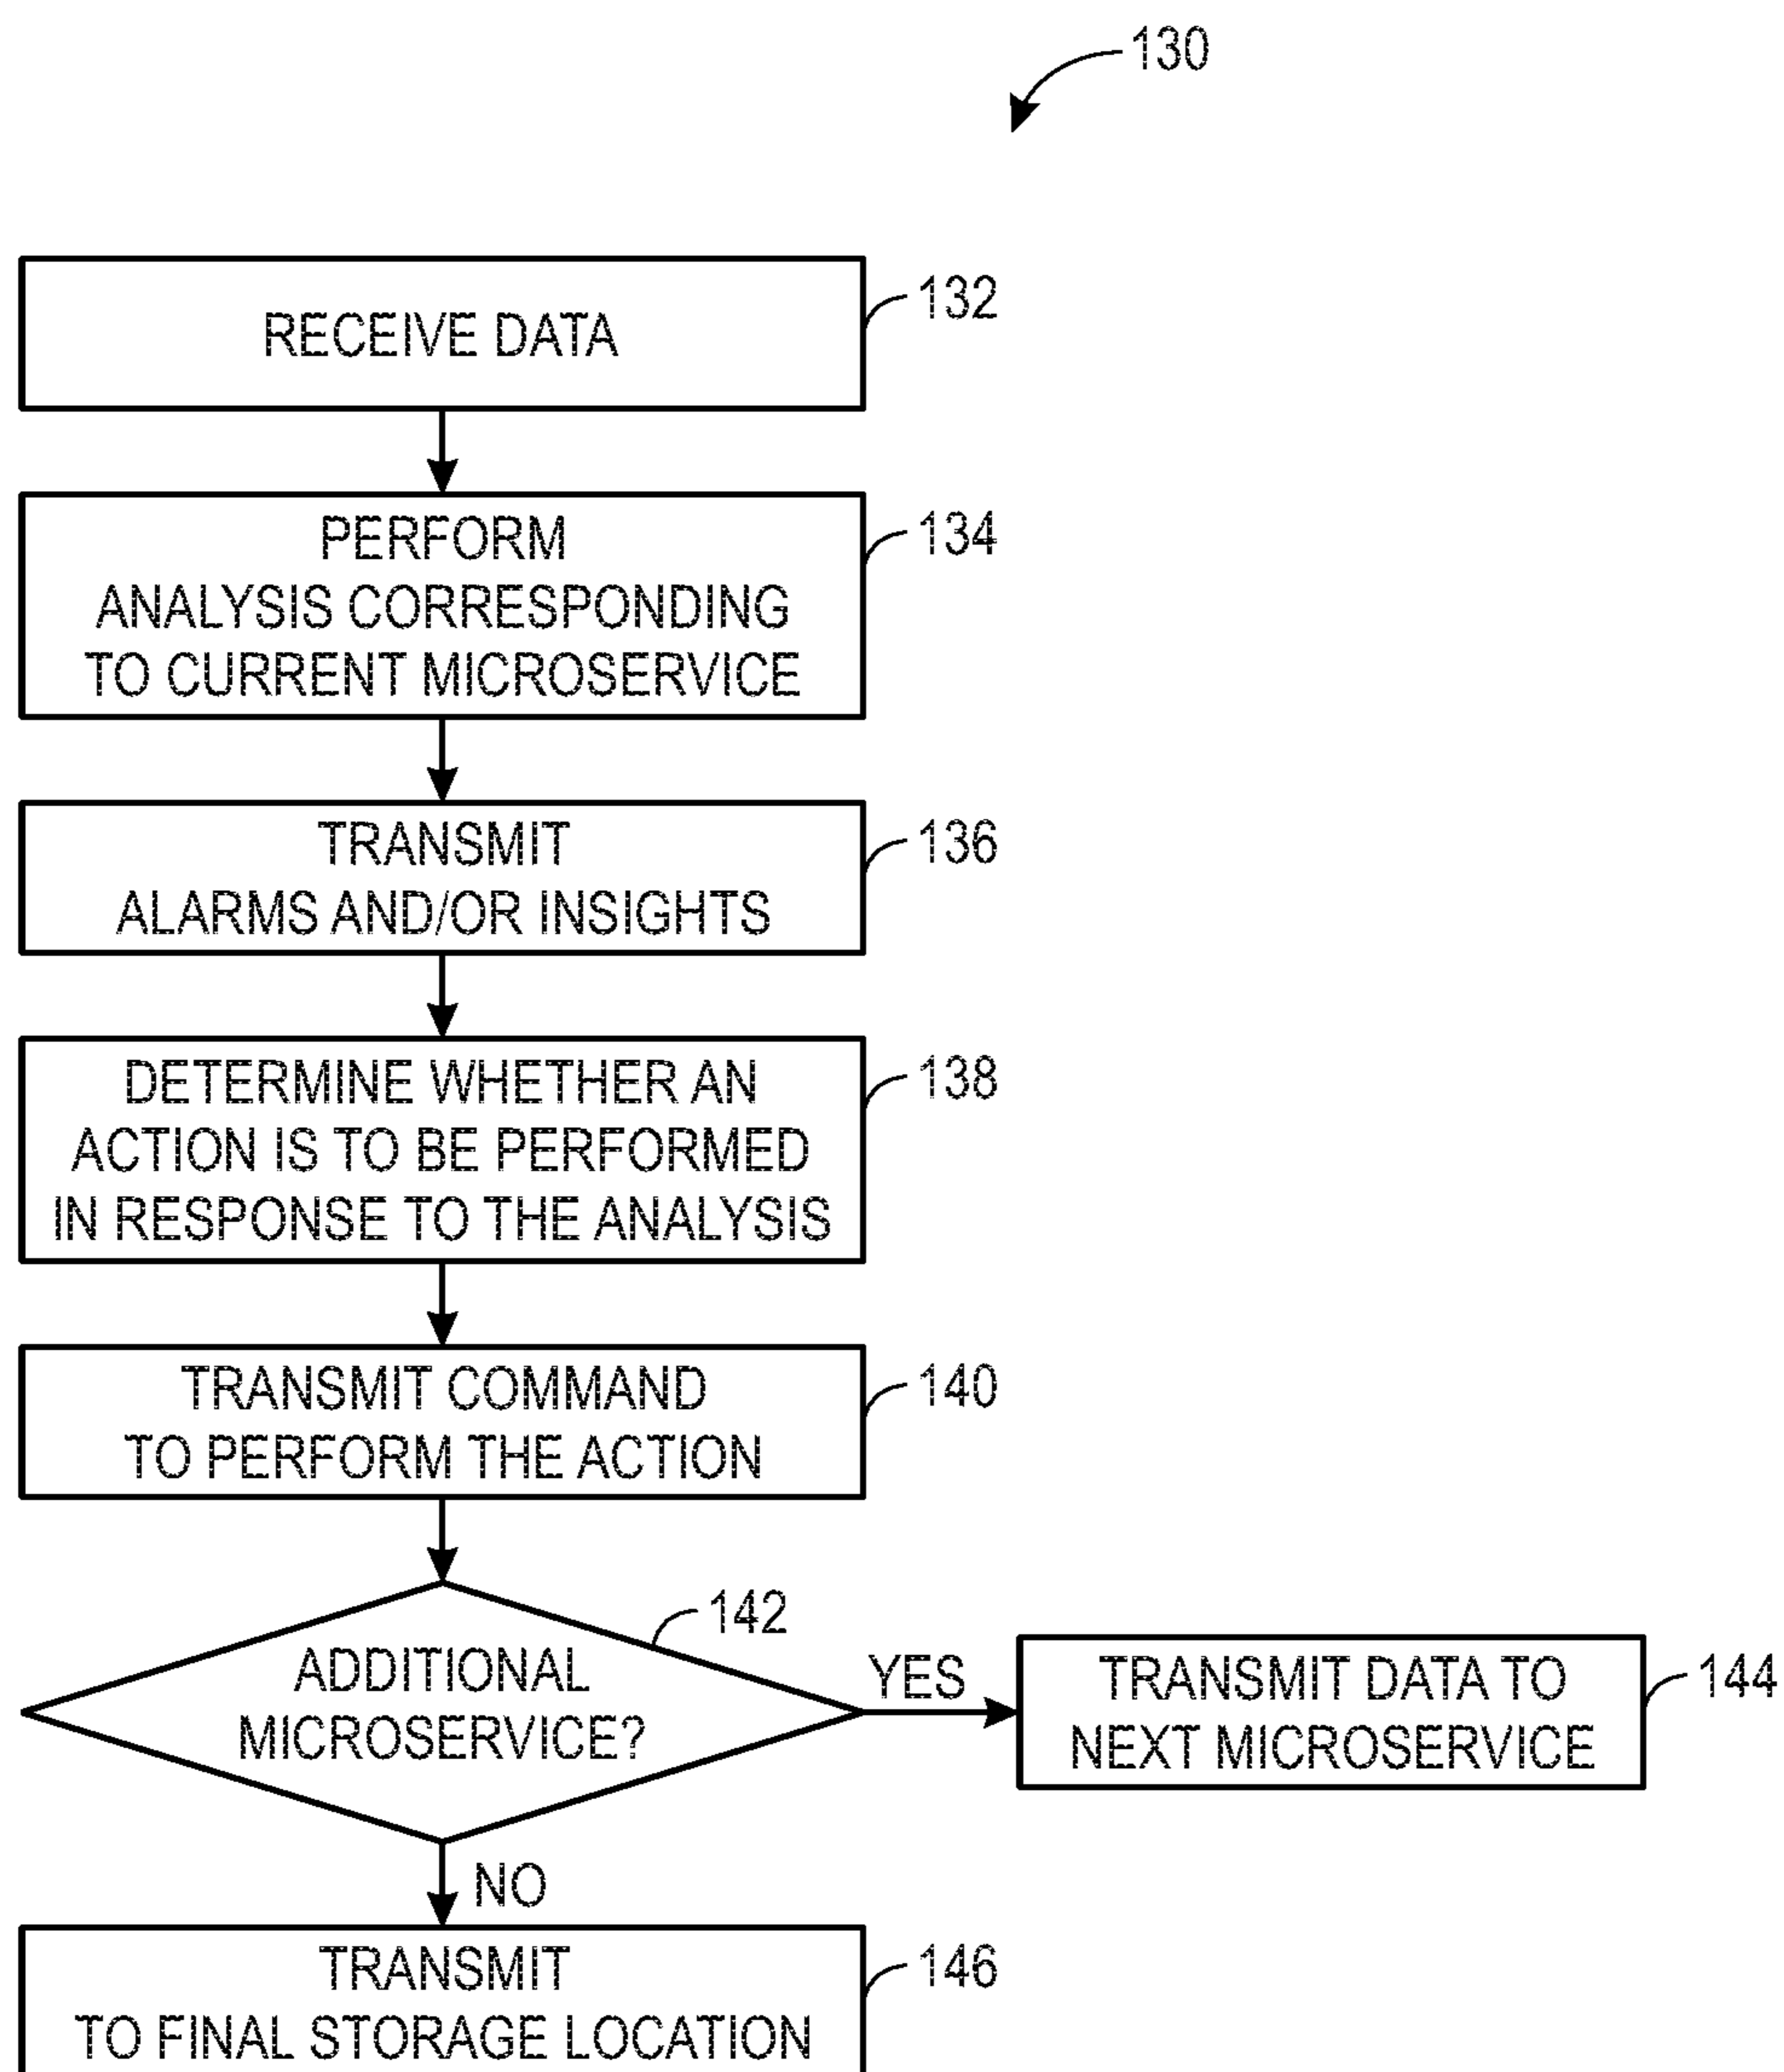 130
RECEIVE DATA
132
PERFORM
ANALYSIS CORRESPONDING
TO CURRENT MICROSERVICE
134
TRANSMIT
ALARMS AND/OR INSIGHTS
136
DETERMINE WHETHER AN
ACTION IS TO BE PERFORMED
IN RESPONSE TO THE ANALYSIS
138
TRANSMIT COMMAND
TO PERFORM THE ACTION
140
ADDITIONAL
MICROSERVICE?
142
YES
TRANSMIT DATA TO
NEXT MICROSERVICE
144
NO
TRANSMIT
TO FINAL STORAGE LOCATION
146